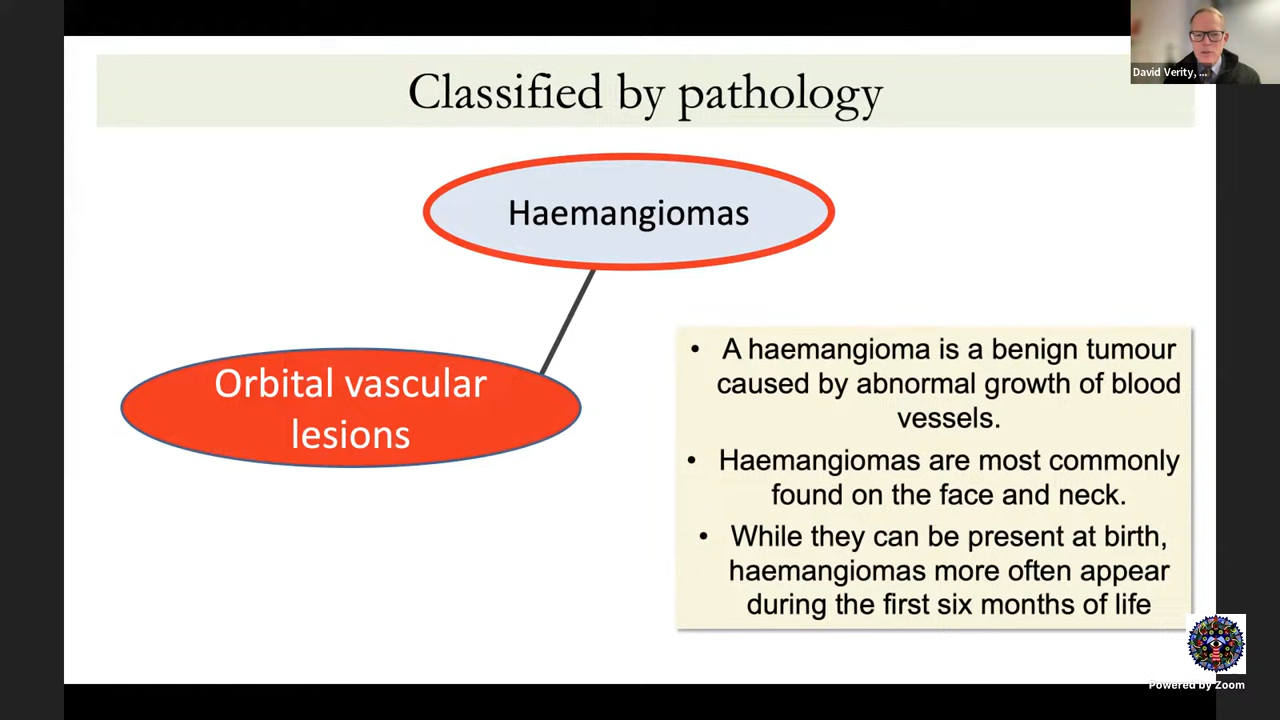 David Verity, ...
Classified by pathology
Haemangiomas
Orbital vascular
lesions
• A haemangioma is a benign tumour
caused by abnormal growth of blood
vessels.
• Haemangiomas are most commonly
found on the face and neck.
• While they can be present at birth,
haemangiomas more often appear
during the first six months of life
Powered by Zoom